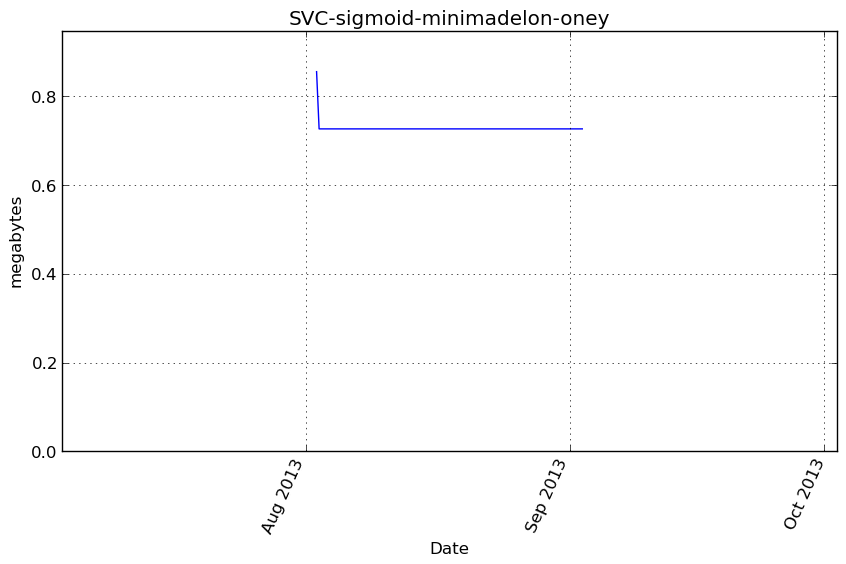 SVC-sigmoid-minimadelon-oney
megabytes
0.8
0.6
0.4
0.2
0.0
Aug 2013
Sep 2013
Oct 2013
Date